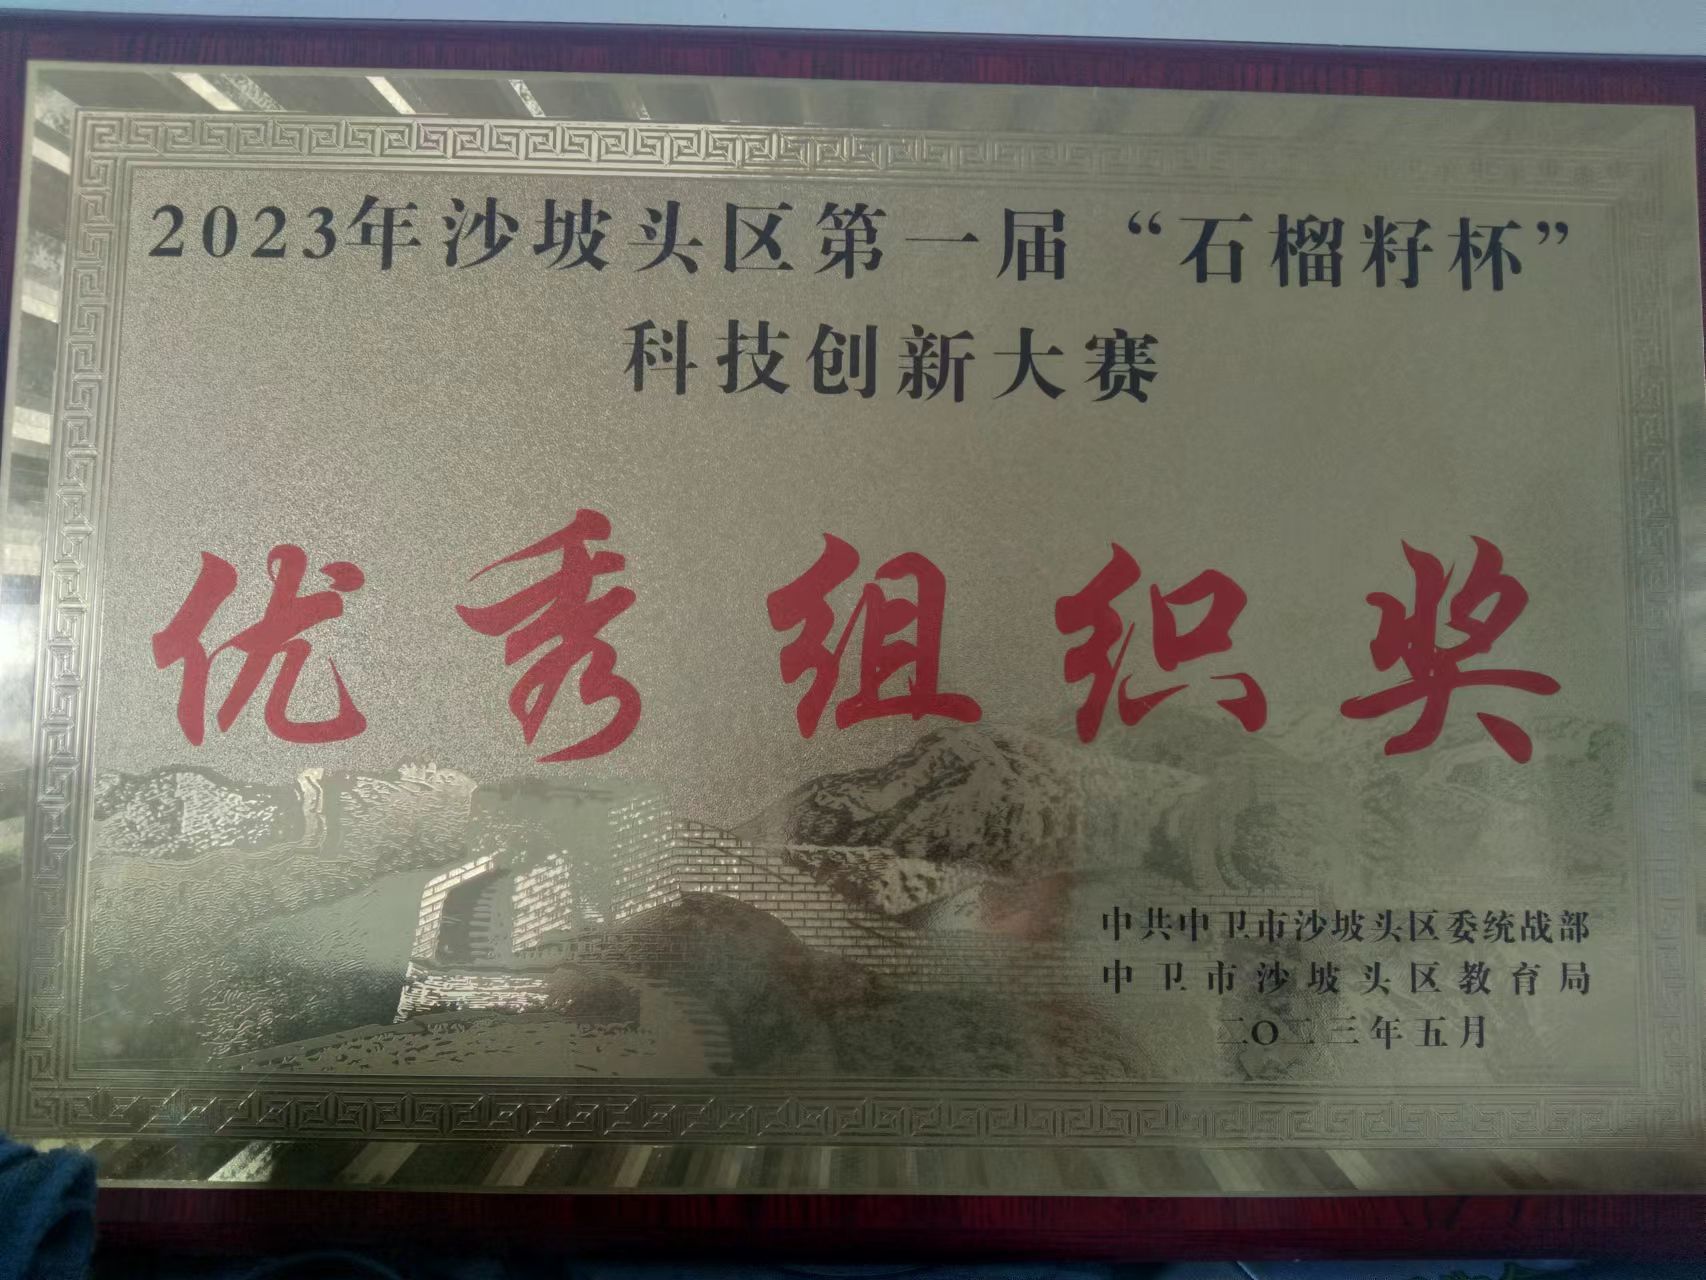 2023年沙坡头区第一届“石榴籽杯”
科技创新大赛
优秀组织奖
中共中卫市沙坡头区委统战部
中卫市沙坡头区教育局
二〇二三年五月